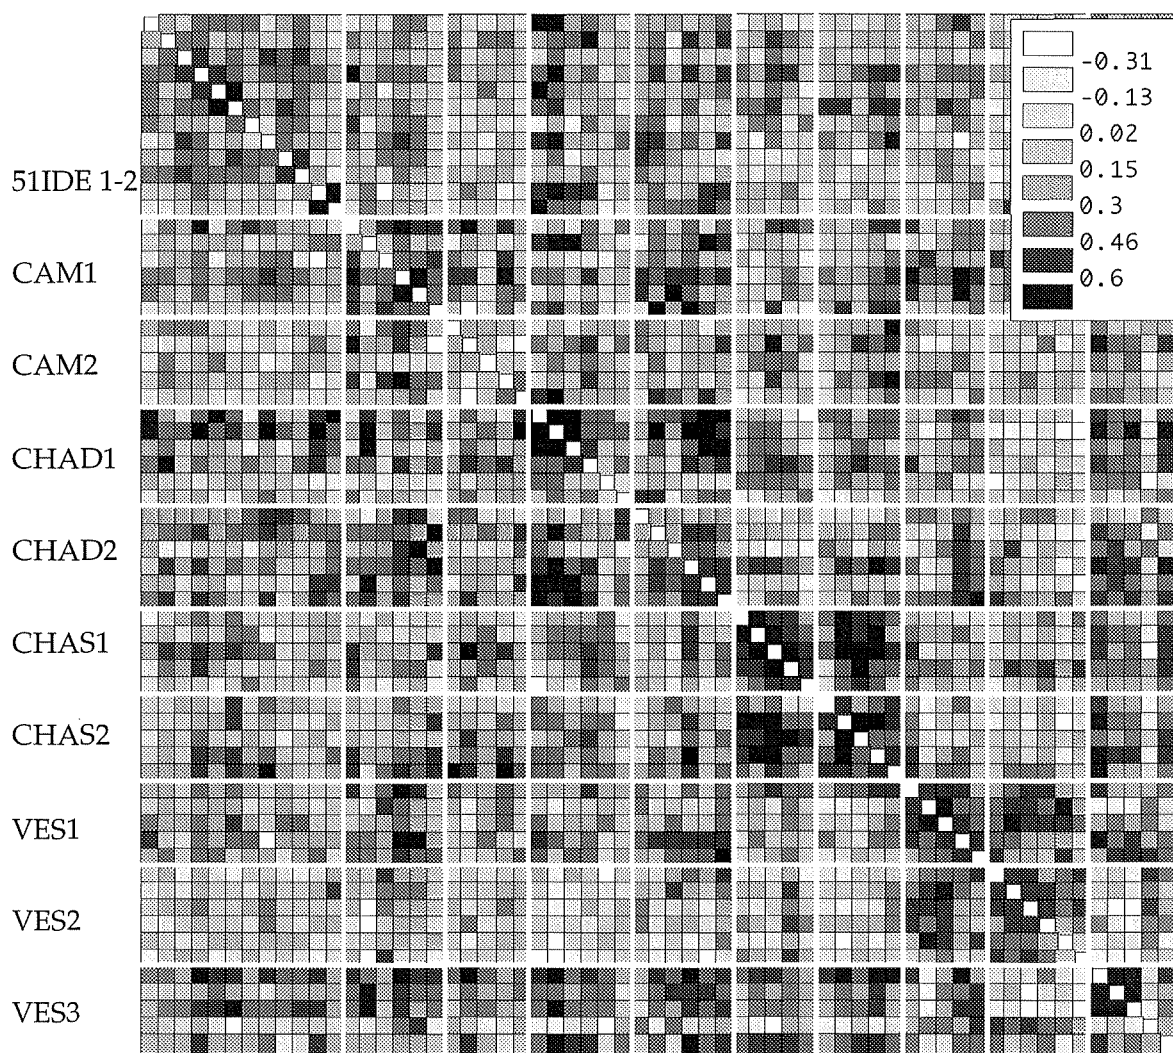 -0.31
-0.13
0.02
0.15
0.3
0.46
0.6
51IDE 1-2
CAM1
CAM2
CHAD1
CHAD2
CHAS1
CHAS2
VES1
VES2
VES3